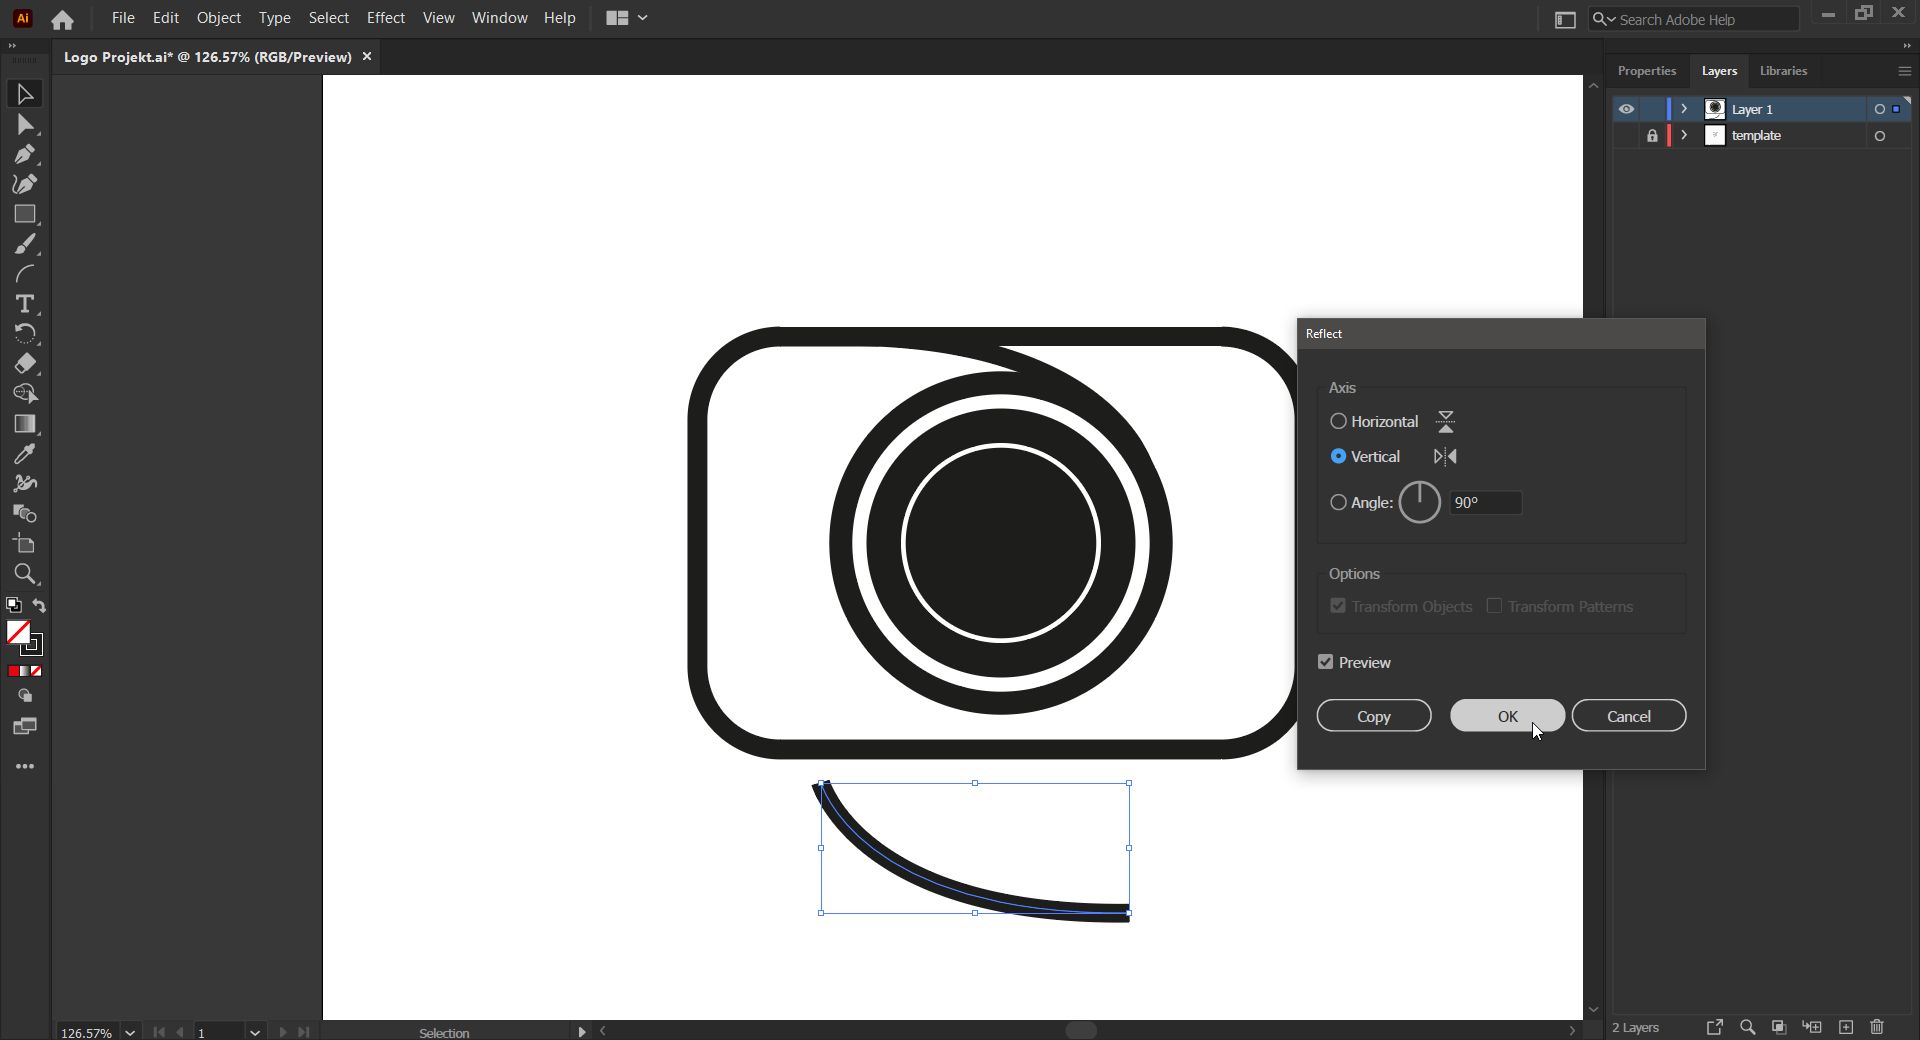 Ai File Edit Object Type Select Effect View Window Help Search Adobe Help
Logo Projekt.ai* @ 126.57% (RGB/Preview)
Properties Layers Libraries
Layer 1
template
Reflect
Axis
Horizontal
Vertical
Angle: 90°
Options
Transform Objects Transform Patterns
Preview
Copy OK Cancel
126.57% 1 Selection 2 Layers